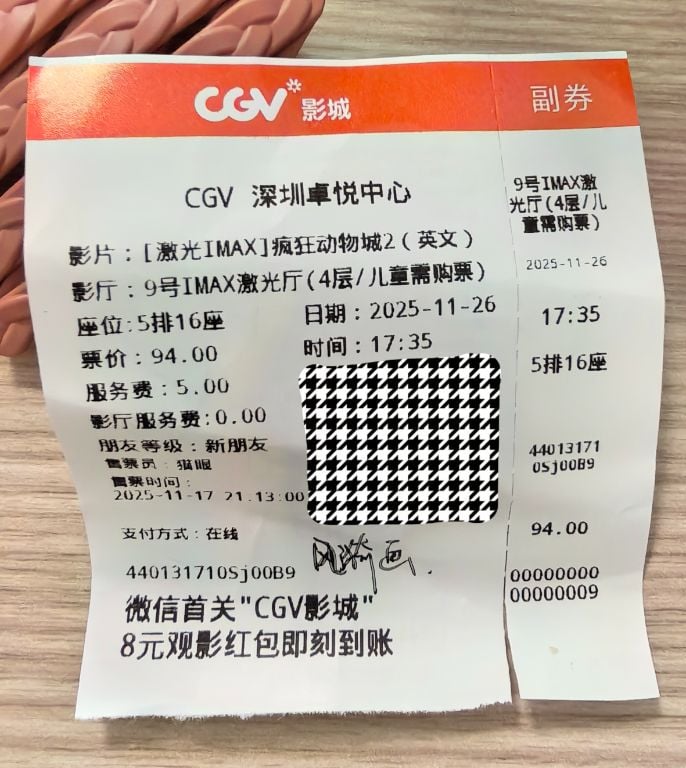 CGV影城
副券
CGV 深圳卓悦中心
影片：[激光IMAX]疯狂动物城2（英文）
影厅：9号IMAX激光厅(4层/儿童需购票)
座位:5排16座
日期：2025-11-26
票价：94.00
时间：17:35
服务费：5.00
影厅服务费:0.00
朋友等级：新朋友
售票员：猫眼
售票时间：
2025-11-17 21:13:00
支付方式：在线
440131710Sj00B9
微信首关"CGV影城"
8元观影红包即刻到账
9号IMAX激
光厅(4层/儿
童需购票)
2025-11-26
17:35
5排16座
44013171
0Sj00B9
94.00
00000000
00000009